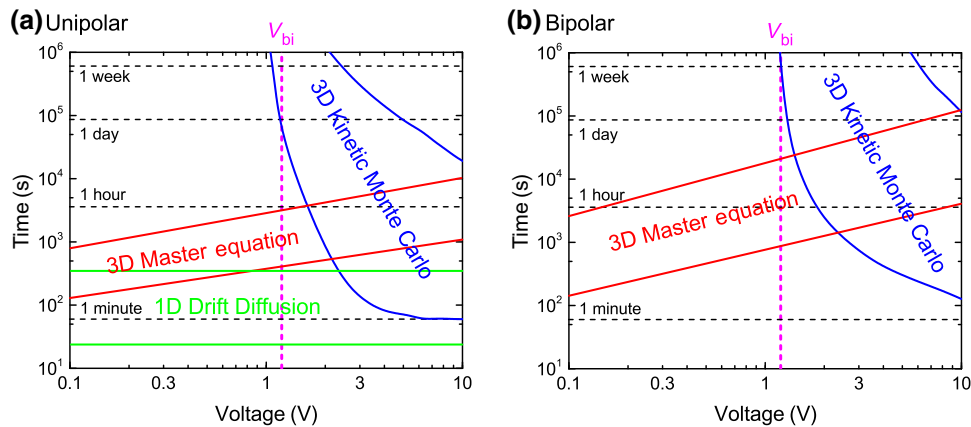 (a) Unipolar
V_bi
10^6
10^5
10^4
10^3
10^2
10^1
Time (s)
1 week
1 day
1 hour
1 minute
3D Kinetic Monte Carlo
3D Master equation
1D Drift Diffusion
0.1 0.3 1 3 10
Voltage (V)
(b) Bipolar
V_bi
10^6
10^5
10^4
10^3
10^2
10^1
Time (s)
1 week
1 day
1 hour
1 minute
3D Kinetic Monte Carlo
3D Master equation
0.1 0.3 1 3 10
Voltage (V)